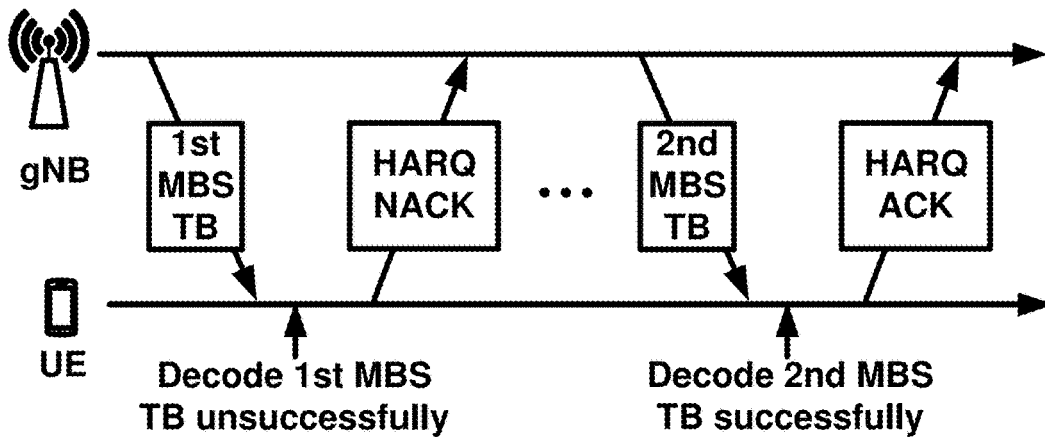 gNB
1st
MBS
TB
HARQ
NACK
...
2nd
MBS
TB
HARQ
ACK
UE
Decode 1st MBS
TB unsuccessfully
Decode 2nd MBS
TB successfully